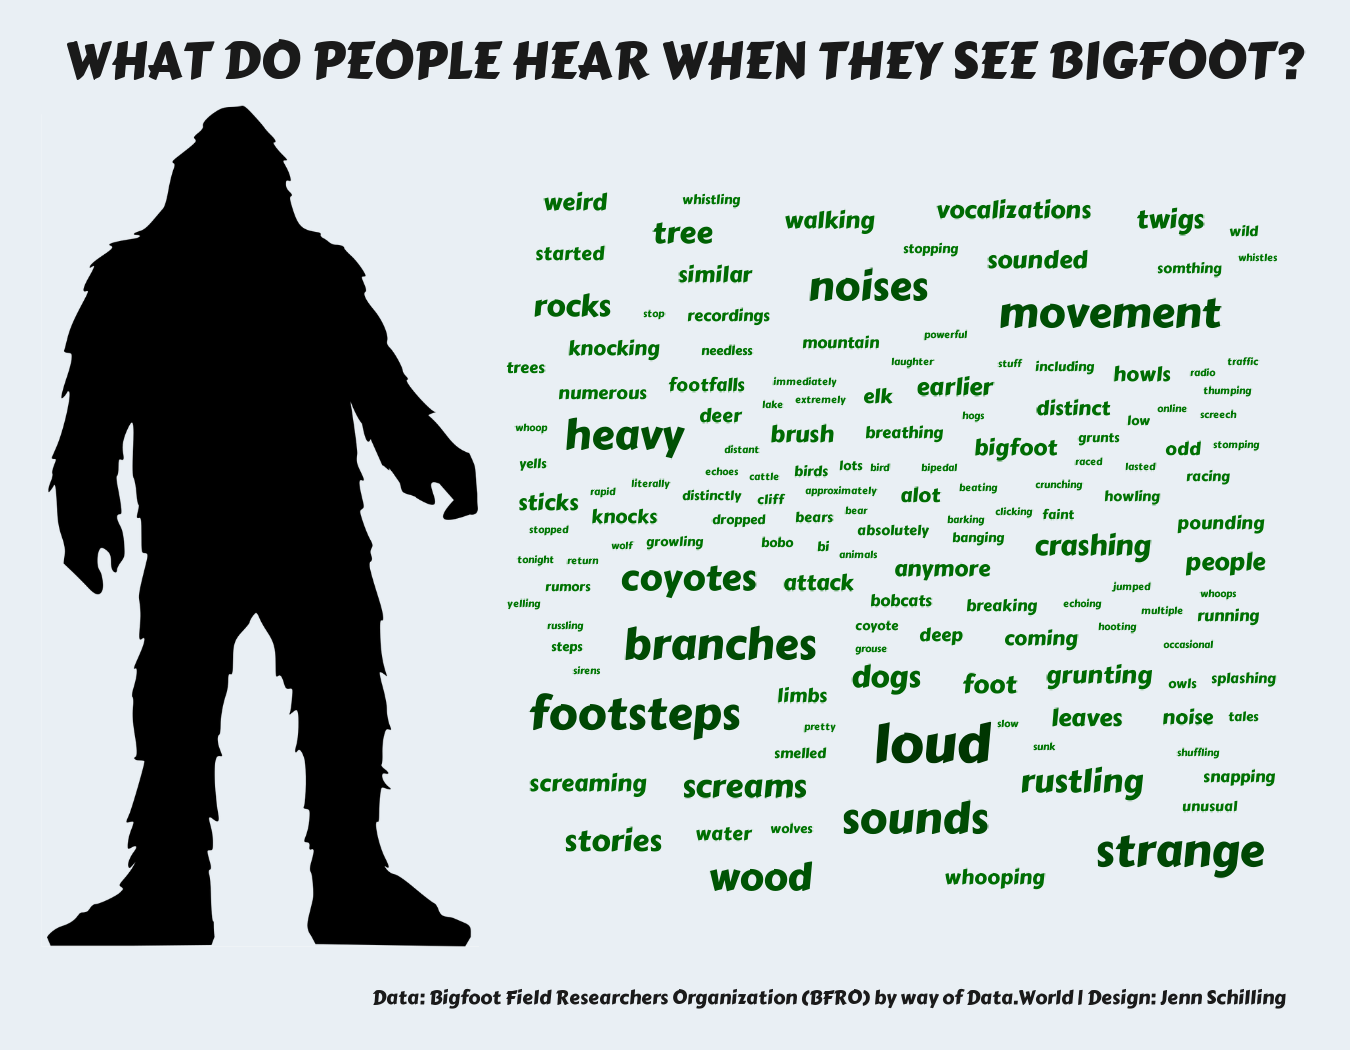 WHAT DO PEOPLE HEAR WHEN THEY SEE BIGFOOT?
weird whistling walking vocalizations twigs wild
tree
started stopping sounded somthing whistles
similar noises
rocks stop recordings movement
knocking needless mountain powerful
trees laughter stuff including howls radio traffic
numerous footfalls immediately extremely elk earlier thumping
deer lake hogs distinct low online screech
whoop heavy distant brush breathing bigfoot grunts odd stomping
yells echoes cattle birds lots bird bipedal raced lasted racing
sticks rapid literally distinctly cliff approximately alot beating crunching howling
stopped knocks dropped bears bear absolutely barking clicking faint pounding
wolf growling bobo bi animals banging crashing
tonight return coyotes attack anymore people
rumors jumped whoops
yelling bobcats breaking echoing multiple running
russling coyote deep coming hooting
steps branches grouse occasional
sirens dogs foot grunting owls splashing
footsteps limbs leaves noise tales
pretty loud slow
smelled sunk shuffling
screaming screams rustling snapping
sounds unusual
stories water wolves strange
wood whooping
Data: Bigfoot Field Researchers Organization (BFRO) by way of Data.World | Design: Jenn Schilling